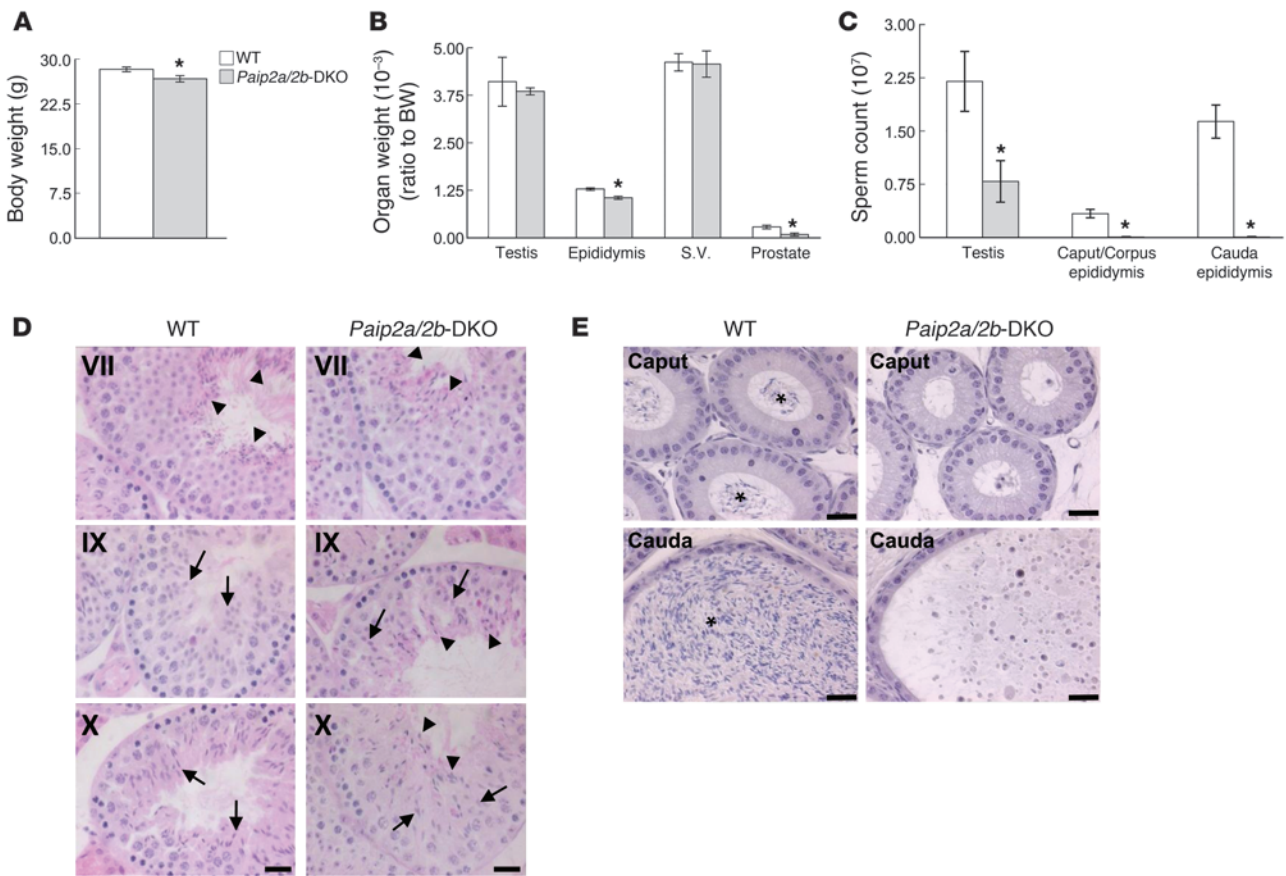 A
Body weight (g)
30.0
22.5
15.0
7.5
0.0
*
WT
Paip2a/2b-DKO
B
Organ weight (10⁻³)
(ratio to BW)
5.00
3.75
2.50
1.25
0.00
*
*
Testis
Epididymis
S.V.
Prostate
C
Sperm count (10⁷)
3.00
2.25
1.50
0.75
0.00
*
*
*
Testis
Caput/Corpus
epididymis
Cauda
epididymis
D
WT
Paip2a/2b-DKO
VII
VII
IX
IX
X
X
E
WT
Paip2a/2b-DKO
Caput
*
*
Caput
Cauda
*
Cauda